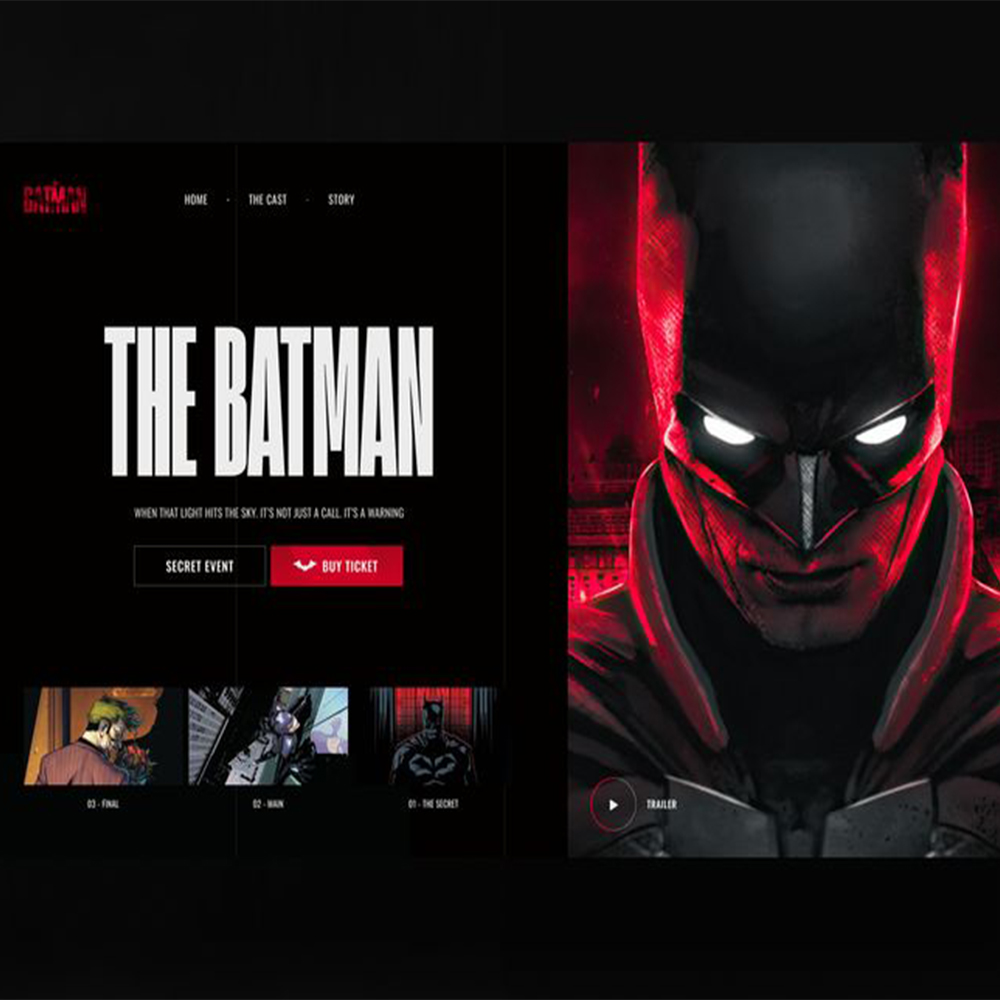 BATMAN
HOME · THE CAST · STORY
THE BATMAN
WHEN THAT LIGHT HITS THE SKY. IT'S NOT JUST A CALL. IT'S A WARNING
SECRET EVENT
BUY TICKET
03 - FINAL
02 - MAIN
01 - THE SECRET
TRAILER